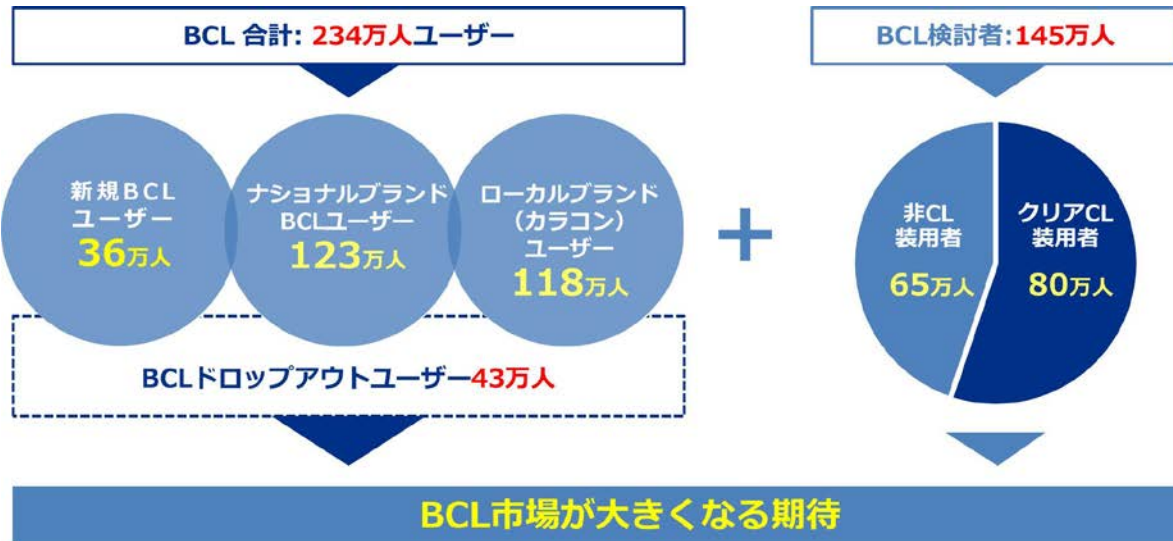 BCL 合計: 234万人ユーザー
BCL検討者:145万人
新規BCL
ユーザー
36万人
ナショナルブランド
BCLユーザー
123万人
ローカルブランド
(カラコン)
ユーザー
118万人
+
非CL
装用者
65万人
クリアCL
装用者
80万人
BCLドロップアウトユーザー43万人
BCL市場が大きくなる期待